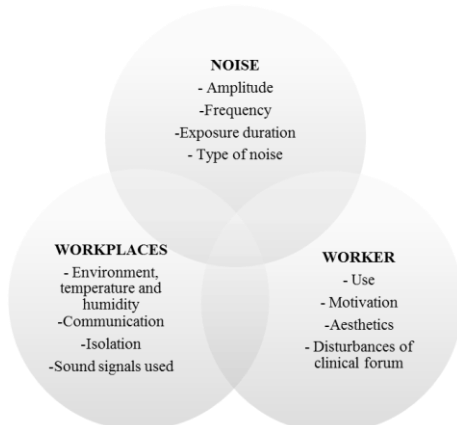 NOISE
- Amplitude
-Frequency
-Exposure duration
- Type of noise
WORKPLACES
- Environment,
temperature and
humidity
-Communication
-Isolation
-Sound signals used
WORKER
- Use
- Motivation
-Aesthetics
- Disturbances of
clinical forum